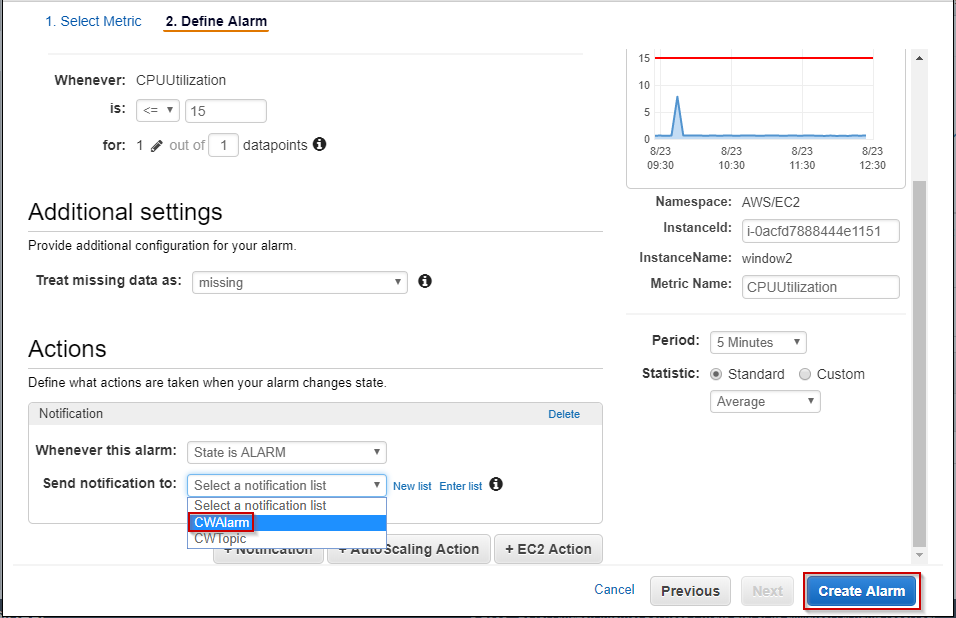 1. Select Metric 2. Define Alarm
Whenever: CPUUtilization
is: <= 15
for: 1 out of 1 datapoints
Additional settings
Provide additional configuration for your alarm.
Treat missing data as: missing
Actions
Define what actions are taken when your alarm changes state.
Notification Delete
Whenever this alarm: State is ALARM
Send notification to: Select a notification list New list Enter list
Select a notification list
CWAlarm
CWTopic
+ Notification + AutoScaling Action + EC2 Action
15
10
5
0
8/23 8/23 8/23 8/23
09:30 10:30 11:30 12:30
Namespace: AWS/EC2
InstanceId: i-0acfd7888444e1151
InstanceName: window2
Metric Name: CPUUtilization
Period: 5 Minutes
Statistic: Standard Custom
Average
Cancel Previous Next Create Alarm